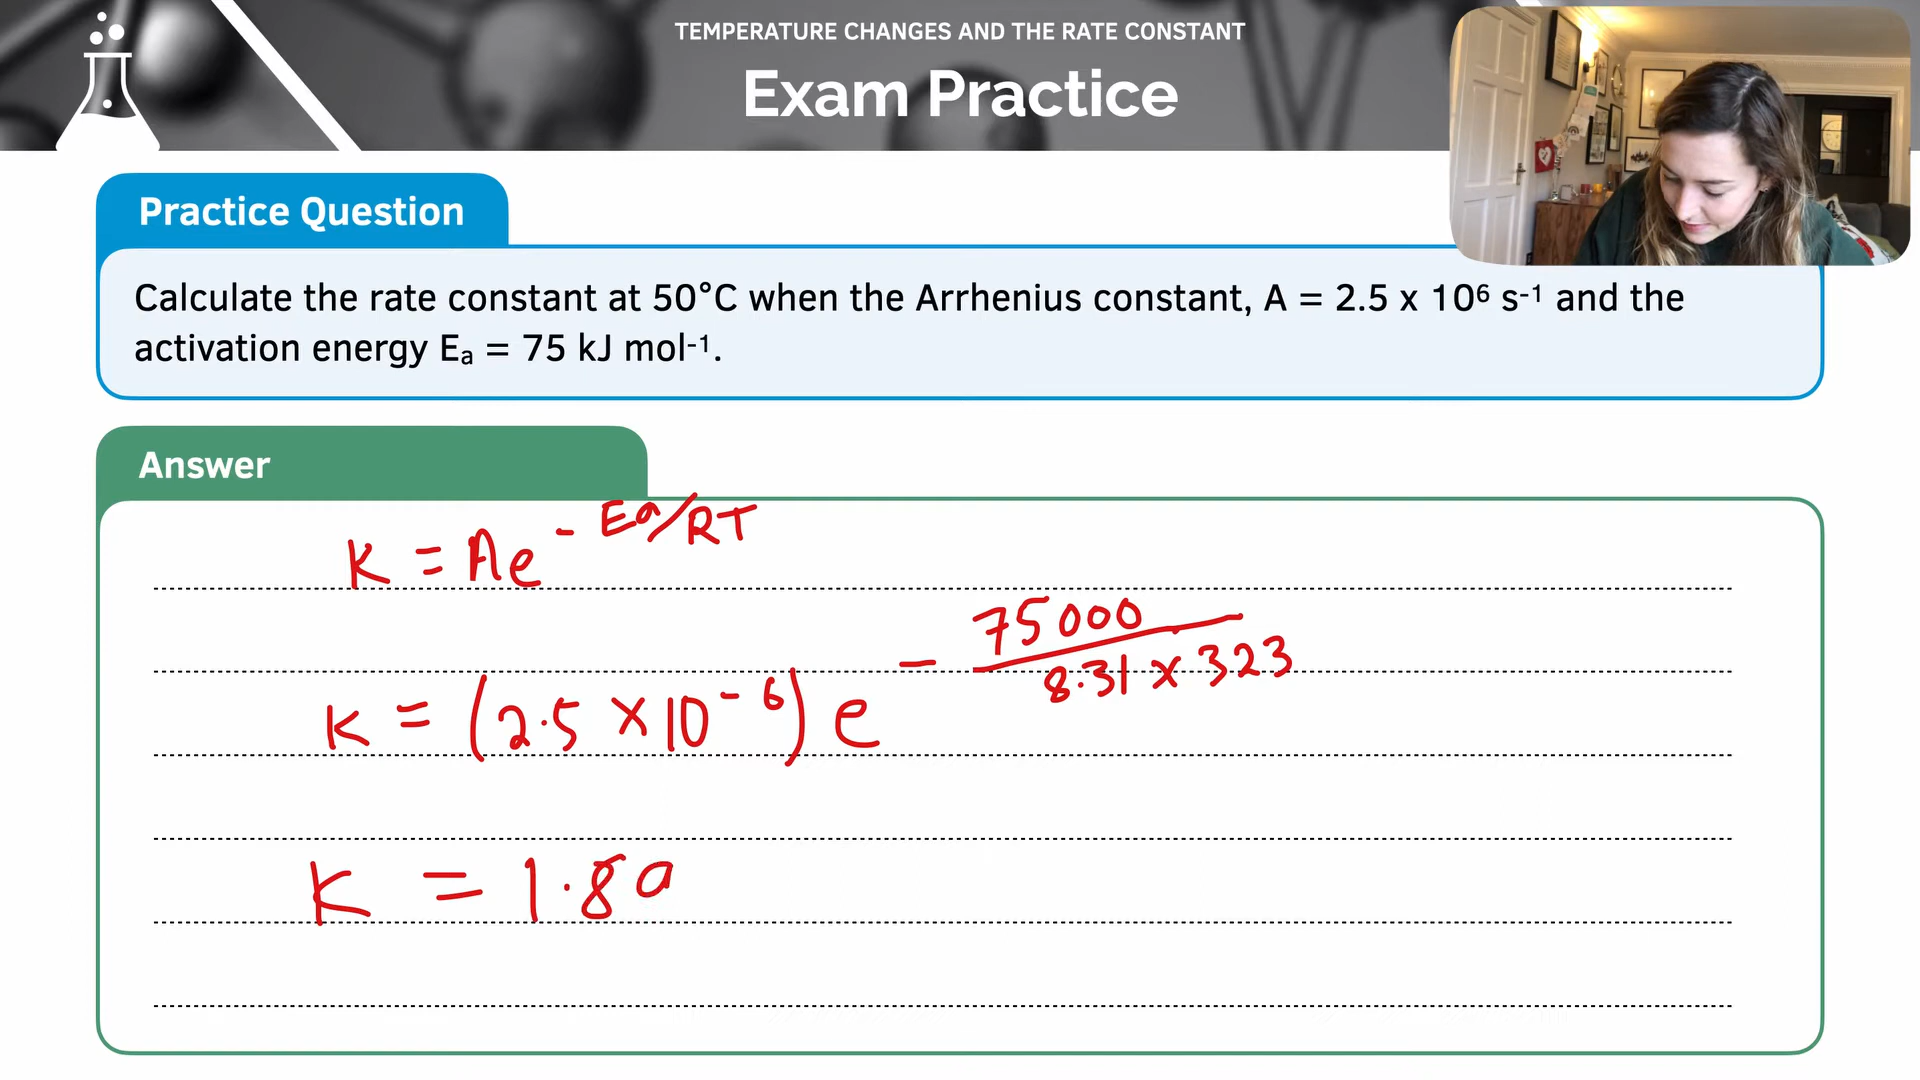 TEMPERATURE CHANGES AND THE RATE CONSTANT
Exam Practice
Practice Question
Calculate the rate constant at 50°C when the Arrhenius constant, A = 2.5 x 10⁶ s⁻¹ and the
activation energy Eₐ = 75 kJ mol⁻¹.
Answer
K = Ae^-Ea/RT
K = (2.5 × 10⁻⁶) e^-75000/8.31 × 323
K = 1.8